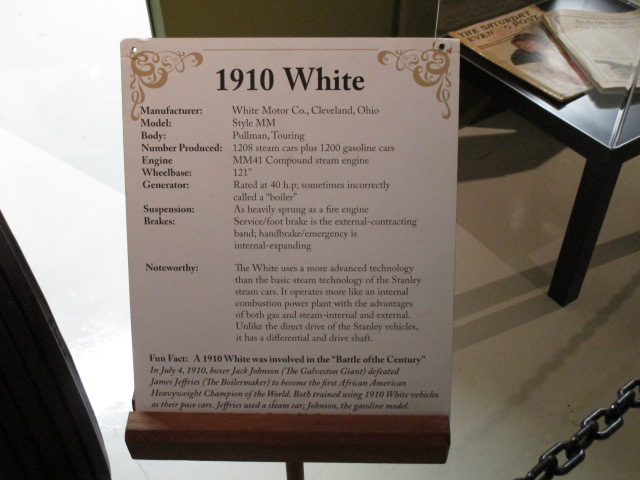 THE SATURDAY
EVENING POST
1910 White
Manufacturer: White Motor Co., Cleveland, Ohio
Model: Style MM
Body: Pullman, Touring
Number Produced: 1208 steam cars plus 1200 gasoline cars
Engine MM41 Compound steam engine
Wheelbase: 121"
Generator: Rated at 40 h.p; sometimes incorrectly
called a "boiler"
Suspension: As heavily sprung as a fire engine
Brakes: Service/foot brake is the external-contracting
band; handbrake/emergency is
internal-expanding
Noteworthy: The White uses a more advanced technology
than the basic steam technology of the Stanley
steam cars. It operates more like an internal
combustion power plant with the advantages
of both gas and steam-internal and external.
Unlike the direct drive of the Stanley vehicles,
it has a differential and drive shaft.
Fun Fact: A 1910 White was involved in the "Battle of the Century"
In July 4, 1910, boxer Jack Johnson (The Galveston Giant) defeated
James Jeffries (The Boilermaker) to become the first African American
Heavyweight Champion of the World. Both trained using 1910 White vehicles
as their pace cars. Jeffries used a steam car; Johnson, the gasoline model.